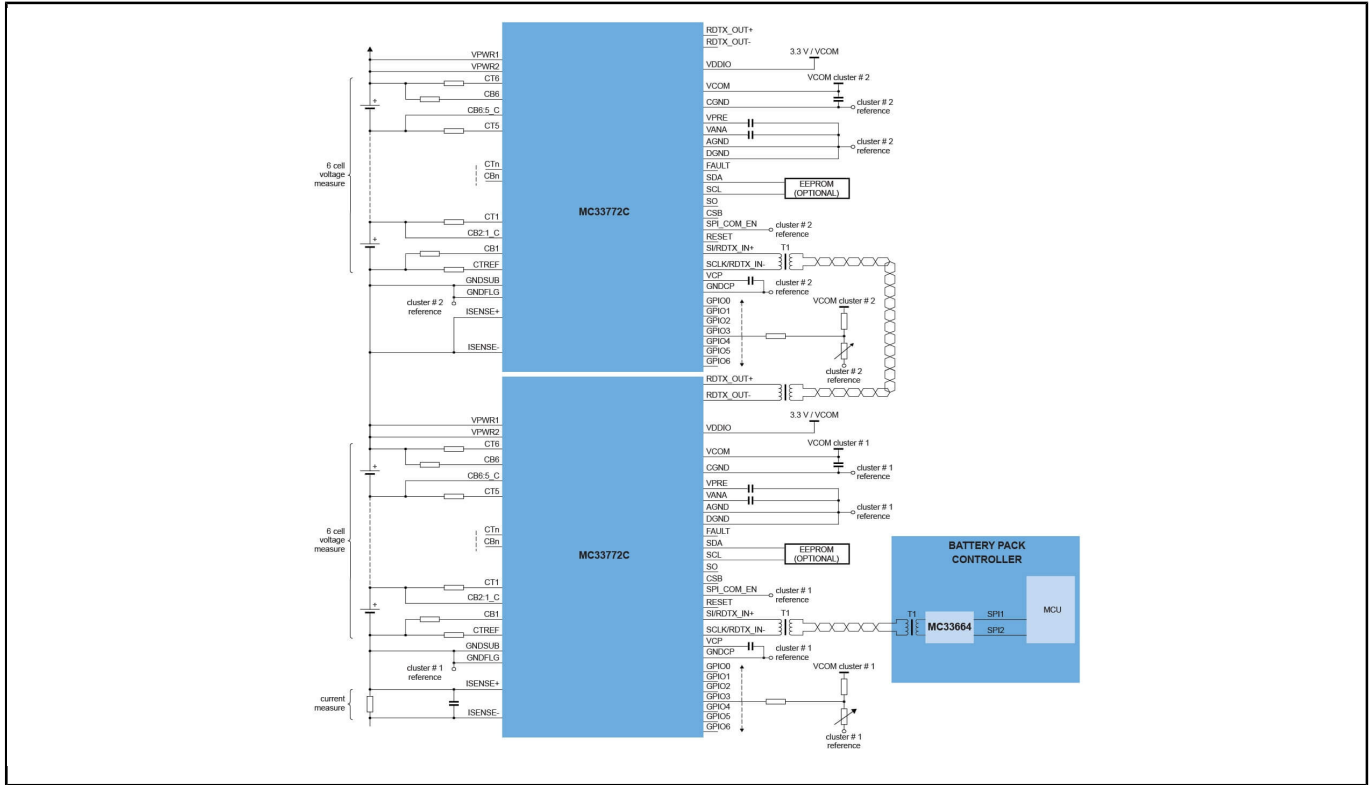 RDTX_OUT+
RDTX_OUT-
3.3 V / VCOM
VPWR1
VPWR2
VDDIO
CT6
VCOM cluster # 2
VCOM
CB6
CGND
cluster # 2
reference
CB6:5_C
VPRE
CT5
VANA
AGND
cluster # 2
reference
DGND
FAULT
6 cell
voltage
measure
CTn
CBn
SDA
SCL
EEPROM
(OPTIONAL)
SO
MC33772C
CSB
CT1
SPI_COM_EN
cluster # 2
reference
CB2:1_C
RESET
CB1
SI/RDTX_IN+
T1
CTREF
SCLK/RDTX_IN-
GNDSUB
VCP
GNDCP
cluster # 2
reference
GNDFLG
cluster # 2
reference
GPIO0
VCOM cluster # 2
GPIO1
ISENSE+
GPIO2
GPIO3
GPIO4
ISENSE-
GPIO5
GPIO6
cluster # 2
reference
RDTX_OUT+
RDTX_OUT-
3.3 V / VCOM
VPWR1
VPWR2
VDDIO
CT6
VCOM cluster # 1
VCOM
CB6
CGND
cluster # 1
reference
CB6:5_C
VPRE
CT5
VANA
AGND
cluster # 1
reference
DGND
FAULT
6 cell
voltage
measure
CTn
CBn
SDA
SCL
EEPROM
(OPTIONAL)
SO
MC33772C
CSB
CT1
SPI_COM_EN
cluster # 1
reference
CB2:1_C
RESET
CB1
SI/RDTX_IN+
T1
CTREF
SCLK/RDTX_IN-
GNDSUB
VCP
GNDCP
cluster # 1
reference
GNDFLG
cluster # 1
reference
GPIO0
VCOM cluster # 1
GPIO1
ISENSE+
GPIO2
GPIO3
current
measure
GPIO4
ISENSE-
GPIO5
GPIO6
cluster # 1
reference
BATTERY PACK
CONTROLLER
T1
MC33664
SPI1
SPI2
MCU